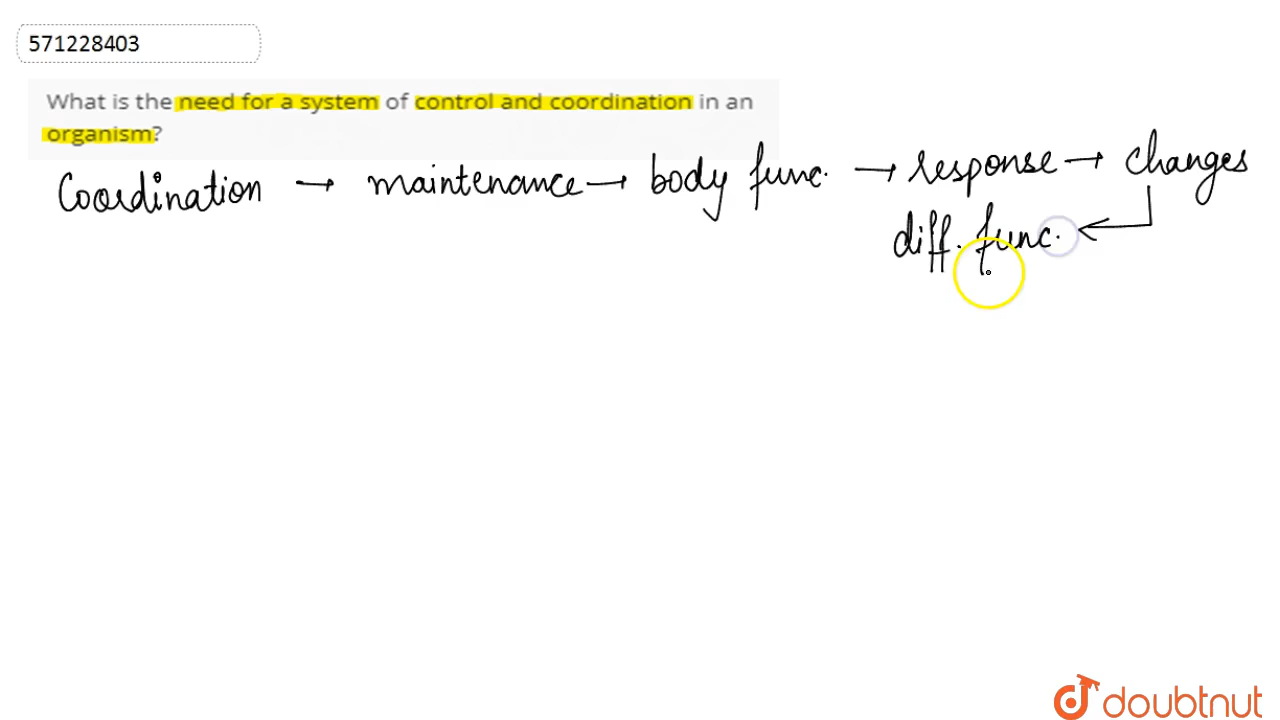 571228403
What is the need for a system of control and coordination in an
organism?
Coordination → maintenance → body func. → response → changes
diff. func.
doubtnut